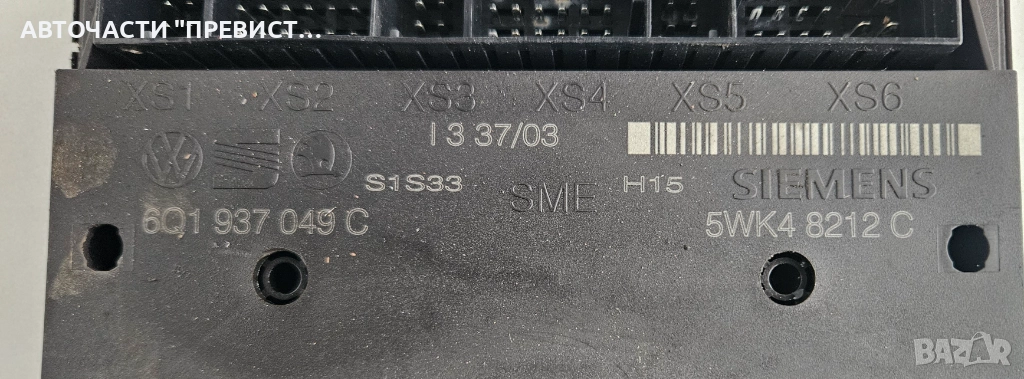 АВТОЧАСТИ "ПРЕВИСТ...
XS1 XS2 XS3 XS4 XS5 XS6
I 3 37/03
S1S33 SME H15 SIEMENS
6Q1 937 049 C 5WK4 8212 C
BAZAR